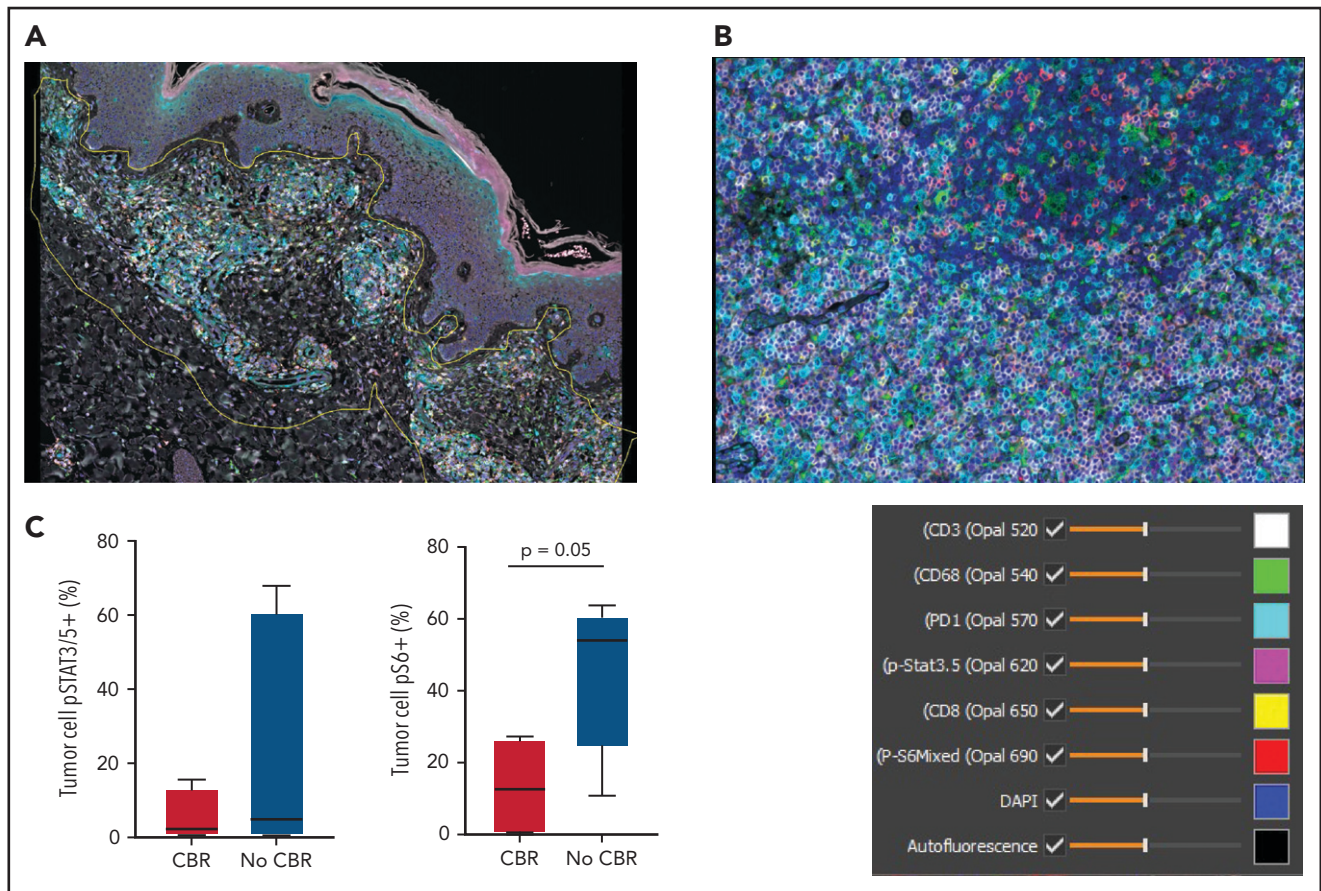 A
B
C
80
60
40
20
0
Tumor cell pSTAT3/5+ (%)
CBR
No CBR
80
60
40
20
0
Tumor cell pS6+ (%)
p = 0.05
CBR
No CBR
(CD3 (Opal 520
(CD68 (Opal 540
(PD1 (Opal 570
(p-Stat3.5 (Opal 620
(CD8 (Opal 650
(P-S6Mixed (Opal 690
DAPI
Autofluorescence